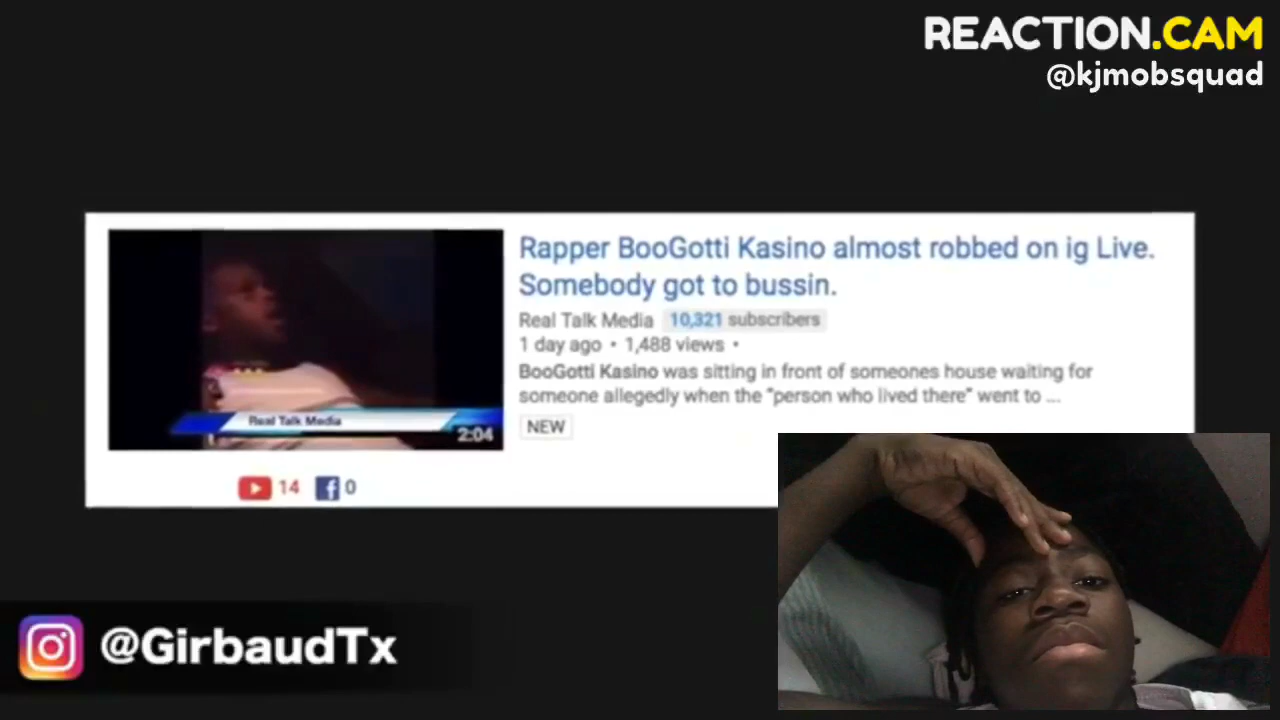 REACTION.CAM
@kjmobsquad
Rapper BooGotti Kasino almost robbed on ig Live.
Somebody got to bussin.
Real Talk Media 10,321 subscribers
1 day ago • 1,488 views •
BooGotti Kasino was sitting in front of someones house waiting for
someone allegedly when the “person who lived there” went to ...
NEW
Real Talk Media
2:04
14 0
@GirbaudTx